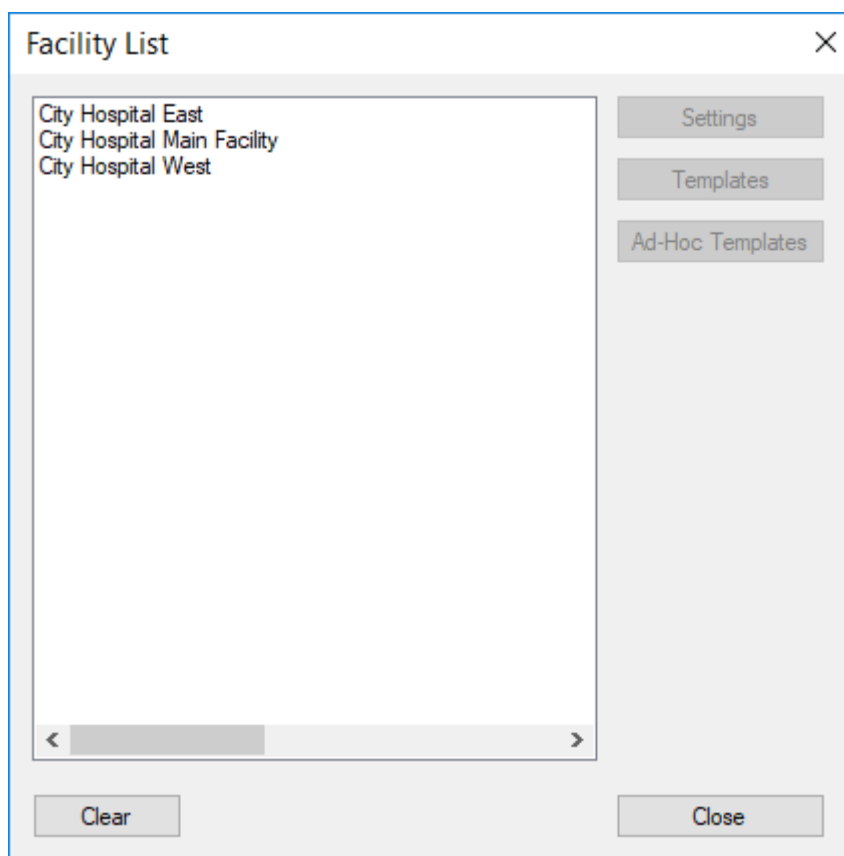 Facility List
City Hospital East
City Hospital Main Facility
City Hospital West
Settings
Templates
Ad-Hoc Templates
Clear
Close